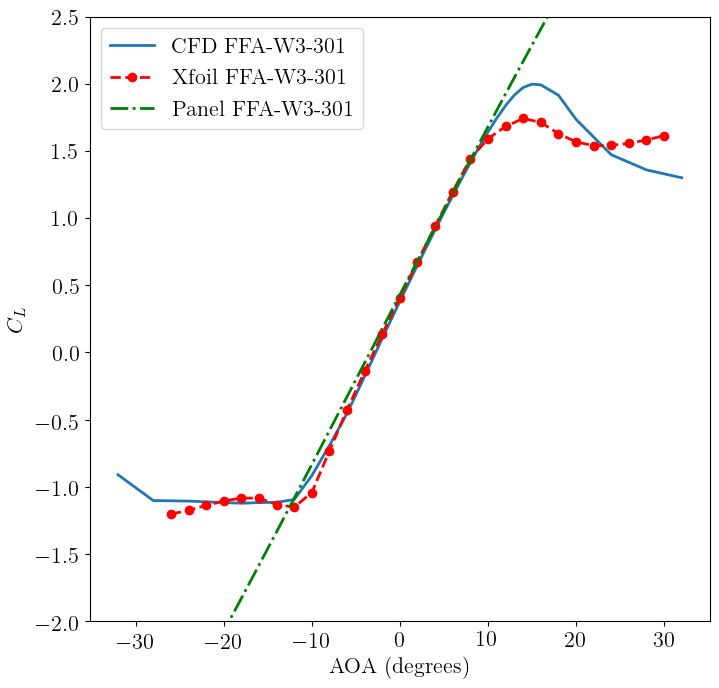 2.5
2.0
1.5
1.0
0.5
0.0
−0.5
−1.0
−1.5
−2.0
C_L
CFD FFA-W3-301
Xfoil FFA-W3-301
Panel FFA-W3-301
−30 −20 −10 0 10 20 30
AOA (degrees)